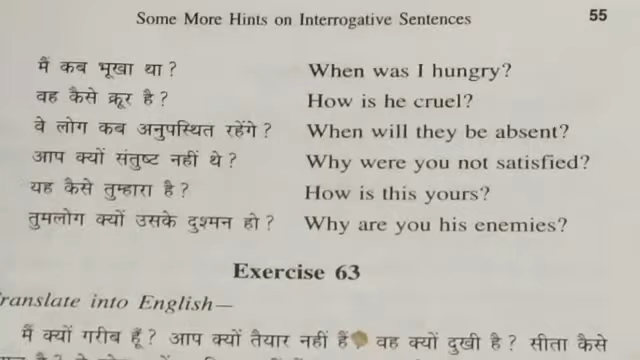 Some More Hints on Interrogative Sentences 55
मैं कब भूखा था ? When was I hungry?
वह कैसे क्रूर है ? How is he cruel?
वे लोग कब अनुपस्थित रहेंगे ? When will they be absent?
आप क्यों संतुष्ट नहीं थे ? Why were you not satisfied?
यह कैसे तुम्हारा है ? How is this yours?
तुमलोग क्यों उसके दुश्मन हो ? Why are you his enemies?
Exercise 63
ranslate into English—
मैं क्यों गरीब हूँ ? आप क्यों तैयार नहीं हैं वह क्यों दुखी है ? सीता कैसे